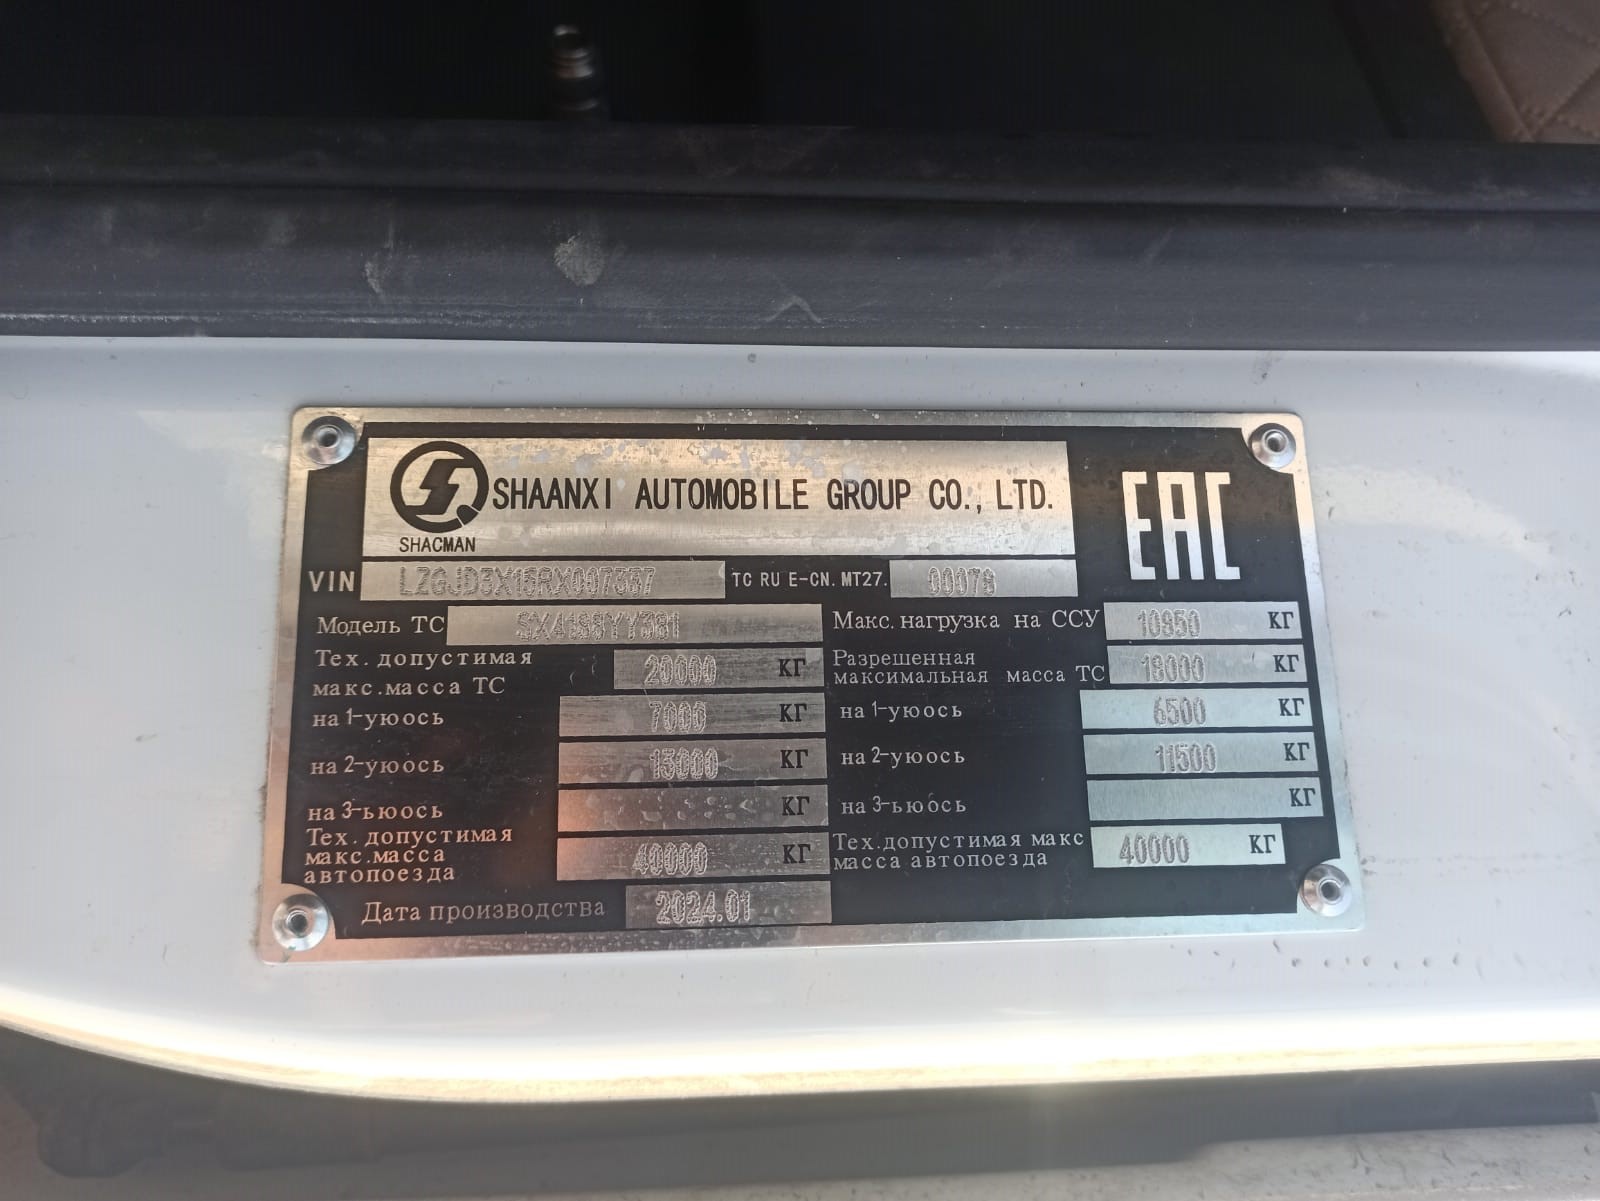 SHAANXI AUTOMOBILE GROUP CO., LTD.
SHACMAN
EAC
VIN LZGJD3X15RX007357 TC RU E-CN. MT27. 00078
Модель ТС
Макс. нагрузка на ССУ 10850 КГ
Тех. допустимая
макс.масса ТС 20000 КГ
Разрешенная
максимальная масса ТС 18000 КГ
на 1-уюось 7000 КГ
на 1-уюось 6500 КГ
на 2-уюось 13000 КГ
на 2-уюось 11500 КГ
на 3-ьюось КГ
на 3-ьюось КГ
Тех. допустимая
макс.масса
автопоезда 40000 КГ
Тех.допустимая макс
масса автопоезда 40000 КГ
Дата производства 2024.01